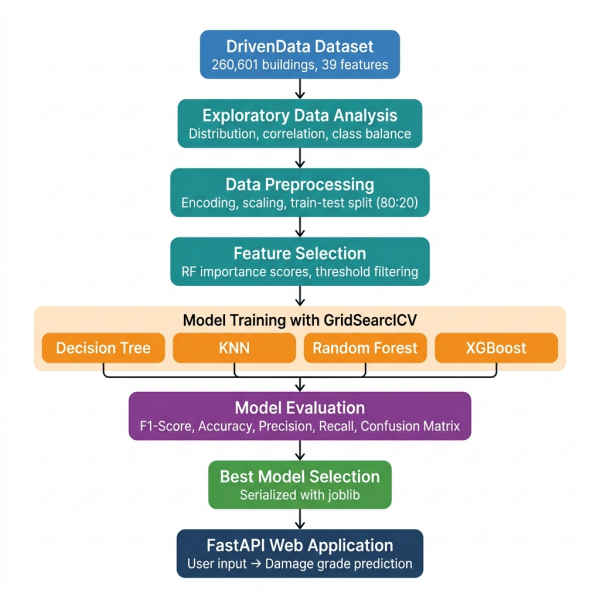 DrivenData Dataset
260,601 buildings, 39 features
Exploratory Data Analysis
Distribution, correlation, class balance
Data Preprocessing
Encoding, scaling, train-test split (80:20)
Feature Selection
RF importance scores, threshold filtering
Model Training with GridSearcICV
Decision Tree
KNN
Random Forest
XGBoost
Model Evaluation
F1-Score, Accuracy, Precision, Recall, Confusion Matrix
Best Model Selection
Serialized with joblib
FastAPI Web Application
User input → Damage grade prediction